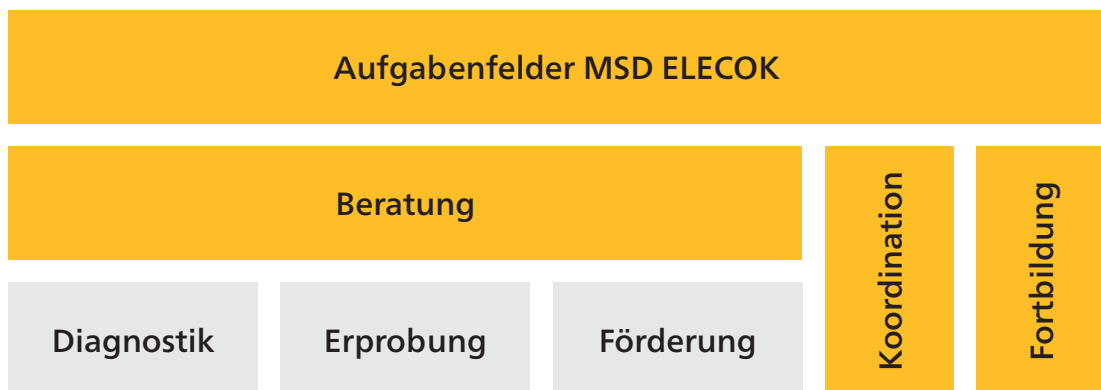 Aufgabenfelder MSD ELECOK
Beratung
Diagnostik
Erprobung
Förderung
Koordination
Fortbildung